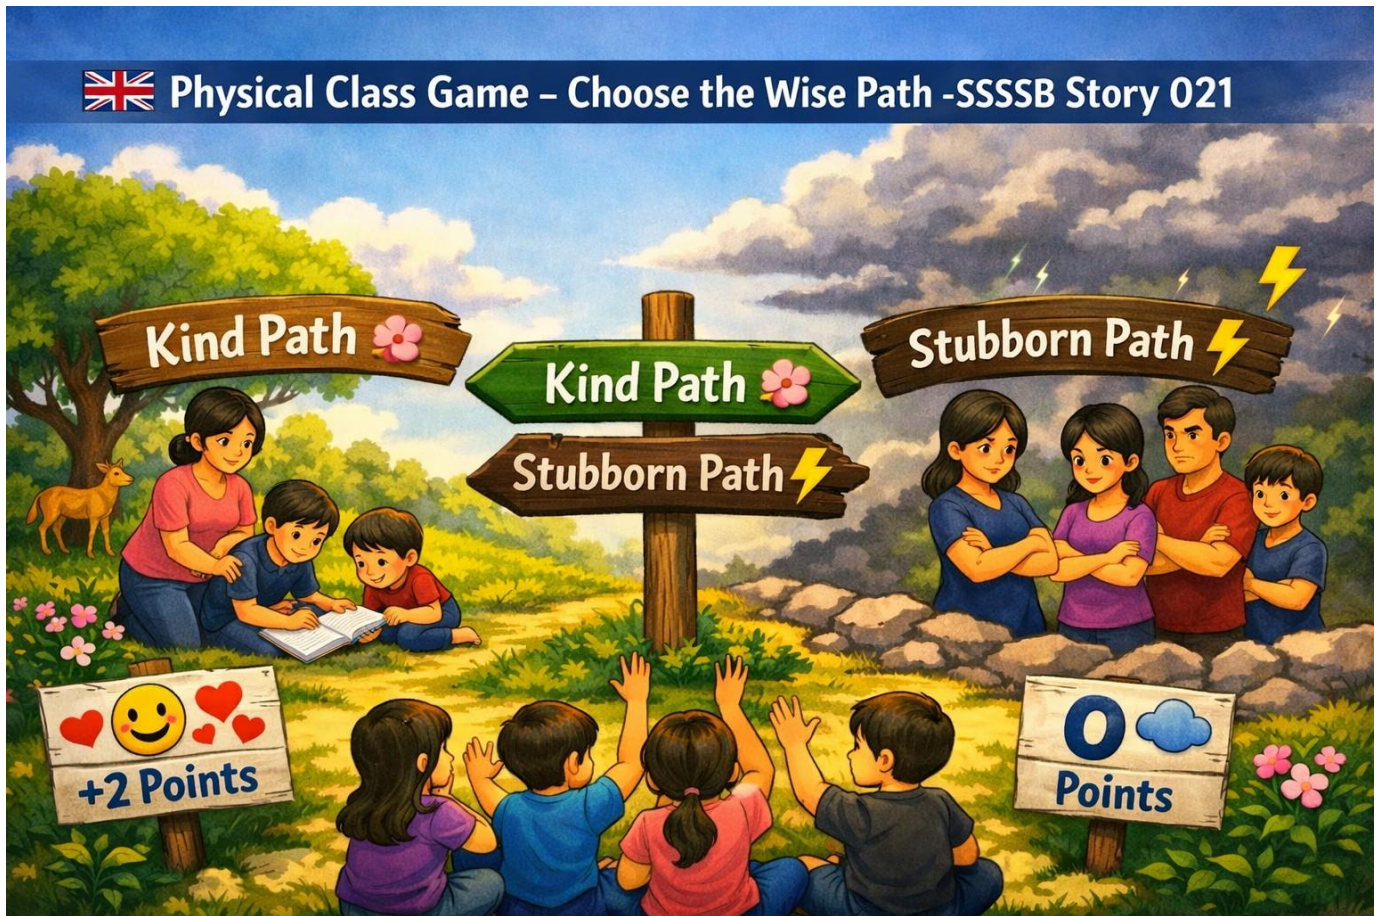 Physical Class Game – Choose the Wise Path -SSSSB Story 021
Kind Path
Kind Path
Stubborn Path
Stubborn Path
+2 Points
0
Points